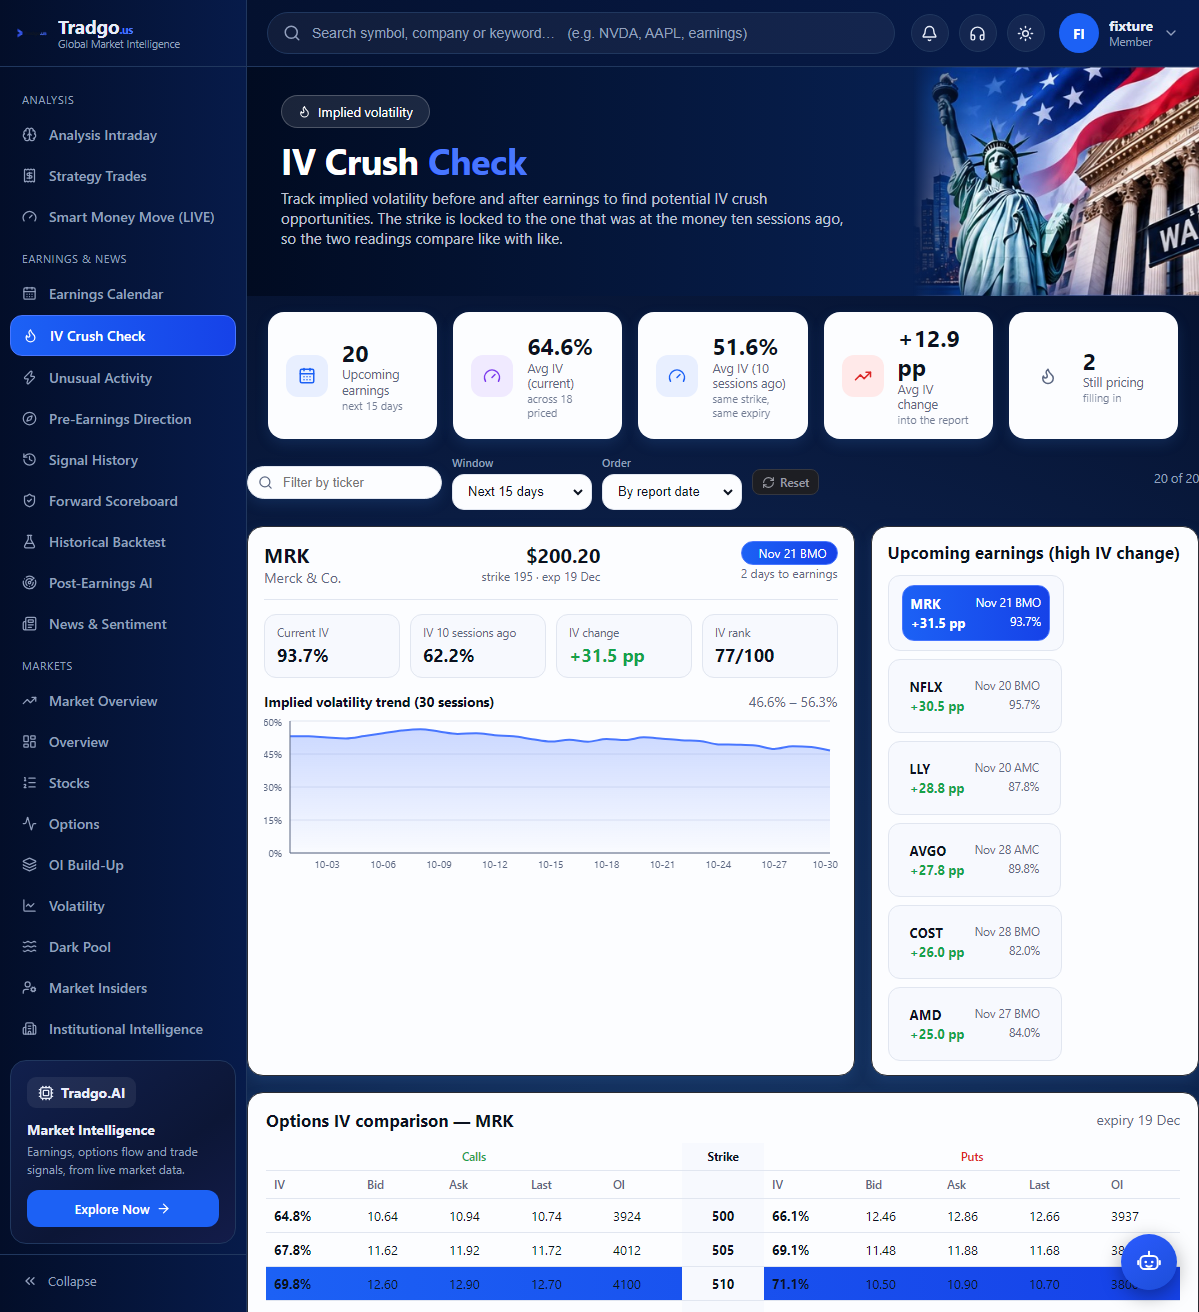 Tradgo.us
Global Market Intelligence
Search symbol, company or keyword... (e.g. NVDA, AAPL, earnings)
FI
fixture
Member
ANALYSIS
Analysis Intraday
Strategy Trades
Smart Money Move (LIVE)
EARNINGS & NEWS
Earnings Calendar
IV Crush Check
Unusual Activity
Pre-Earnings Direction
Signal History
Forward Scoreboard
Historical Backtest
Post-Earnings AI
News & Sentiment
MARKETS
Market Overview
Overview
Stocks
Options
OI Build-Up
Volatility
Dark Pool
Market Insiders
Institutional Intelligence
Tradgo.AI
Market Intelligence
Earnings, options flow and trade
signals, from live market data.
Explore Now →
Collapse
Implied volatility
IV Crush Check
Track implied volatility before and after earnings to find potential IV crush
opportunities. The strike is locked to the one that was at the money ten sessions ago,
so the two readings compare like with like.
WA
20
Upcoming
earnings
next 15 days
64.6%
Avg IV
(current)
across 18
priced
51.6%
Avg IV (10
sessions ago)
same strike,
same expiry
+12.9
pp
Avg IV
change
into the report
2
Still pricing
filling in
Filter by ticker
Window
Next 15 days
Order
By report date
Reset
20 of 20
MRK
Merck & Co.
$200.20
strike 195 · exp 19 Dec
Nov 21 BMO
2 days to earnings
Current IV
93.7%
IV 10 sessions ago
62.2%
IV change
+31.5 pp
IV rank
77/100
Implied volatility trend (30 sessions)
46.6% – 56.3%
60%
45%
30%
15%
0%
10-03 10-06 10-09 10-12 10-15 10-18 10-21 10-24 10-27 10-30
Upcoming earnings (high IV change)
MRK Nov 21 BMO
+31.5 pp 93.7%
NFLX Nov 20 BMO
+30.5 pp 95.7%
LLY Nov 20 AMC
+28.8 pp 87.8%
AVGO Nov 28 AMC
+27.8 pp 89.8%
COST Nov 28 BMO
+26.0 pp 82.0%
AMD Nov 27 BMO
+25.0 pp 84.0%
Options IV comparison — MRK
expiry 19 Dec
Calls Strike Puts
IV Bid Ask Last OI IV Bid Ask Last OI
64.8% 10.64 10.94 10.74 3924 500 66.1% 12.46 12.86 12.66 3937
67.8% 11.62 11.92 11.72 4012 505 69.1% 11.48 11.88 11.68
69.8% 12.60 12.90 12.70 4100 510 71.1% 10.50 10.90 10.70